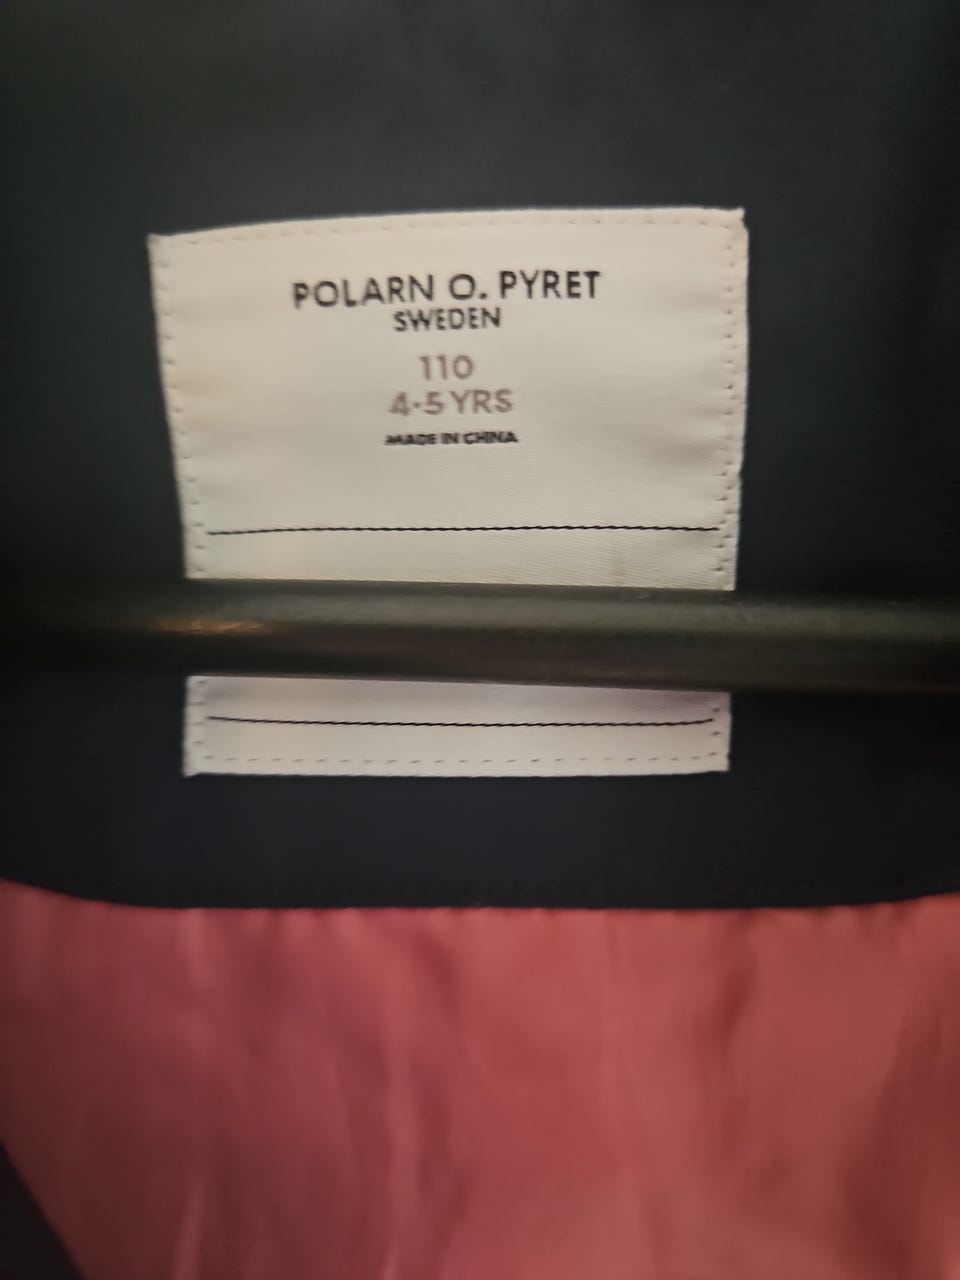 POLARN O. PYRET
SWEDEN
110
4-5 YRS
MADE IN CHINA